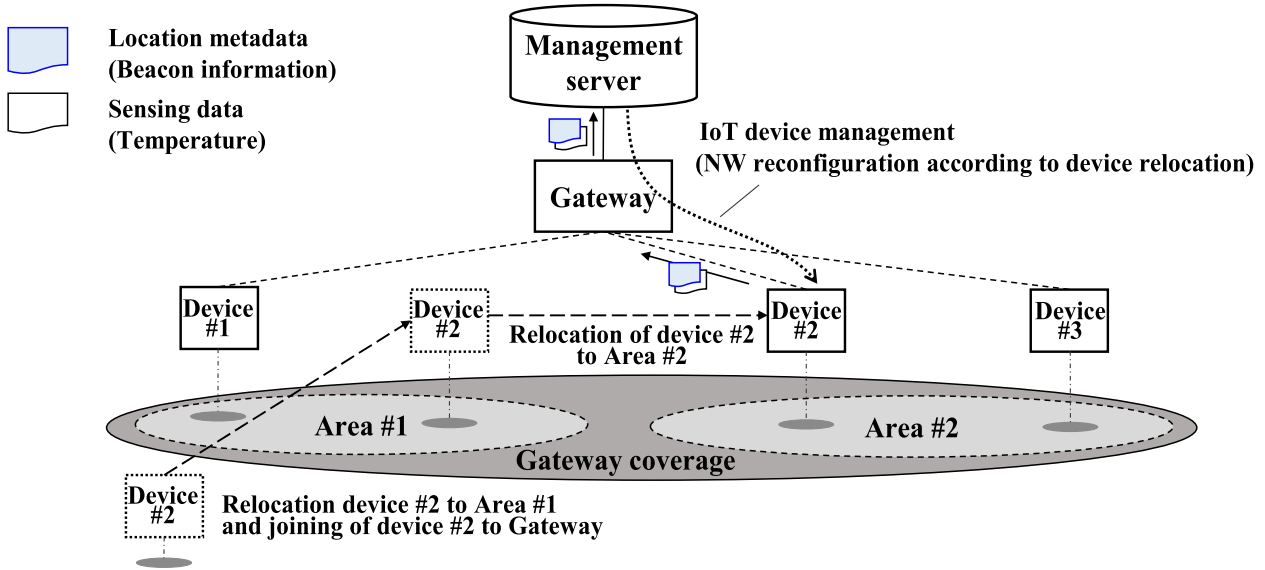 Location metadata
(Beacon information)
Sensing data
(Temperature)
Management
server
IoT device management
(NW reconfiguration according to device relocation)
Gateway
Device
#1
Device
#2
Relocation of device #2
to Area #2
Device
#2
Device
#3
Area #1
Area #2
Gateway coverage
Device
#2
Relocation device #2 to Area #1
and joining of device #2 to Gateway